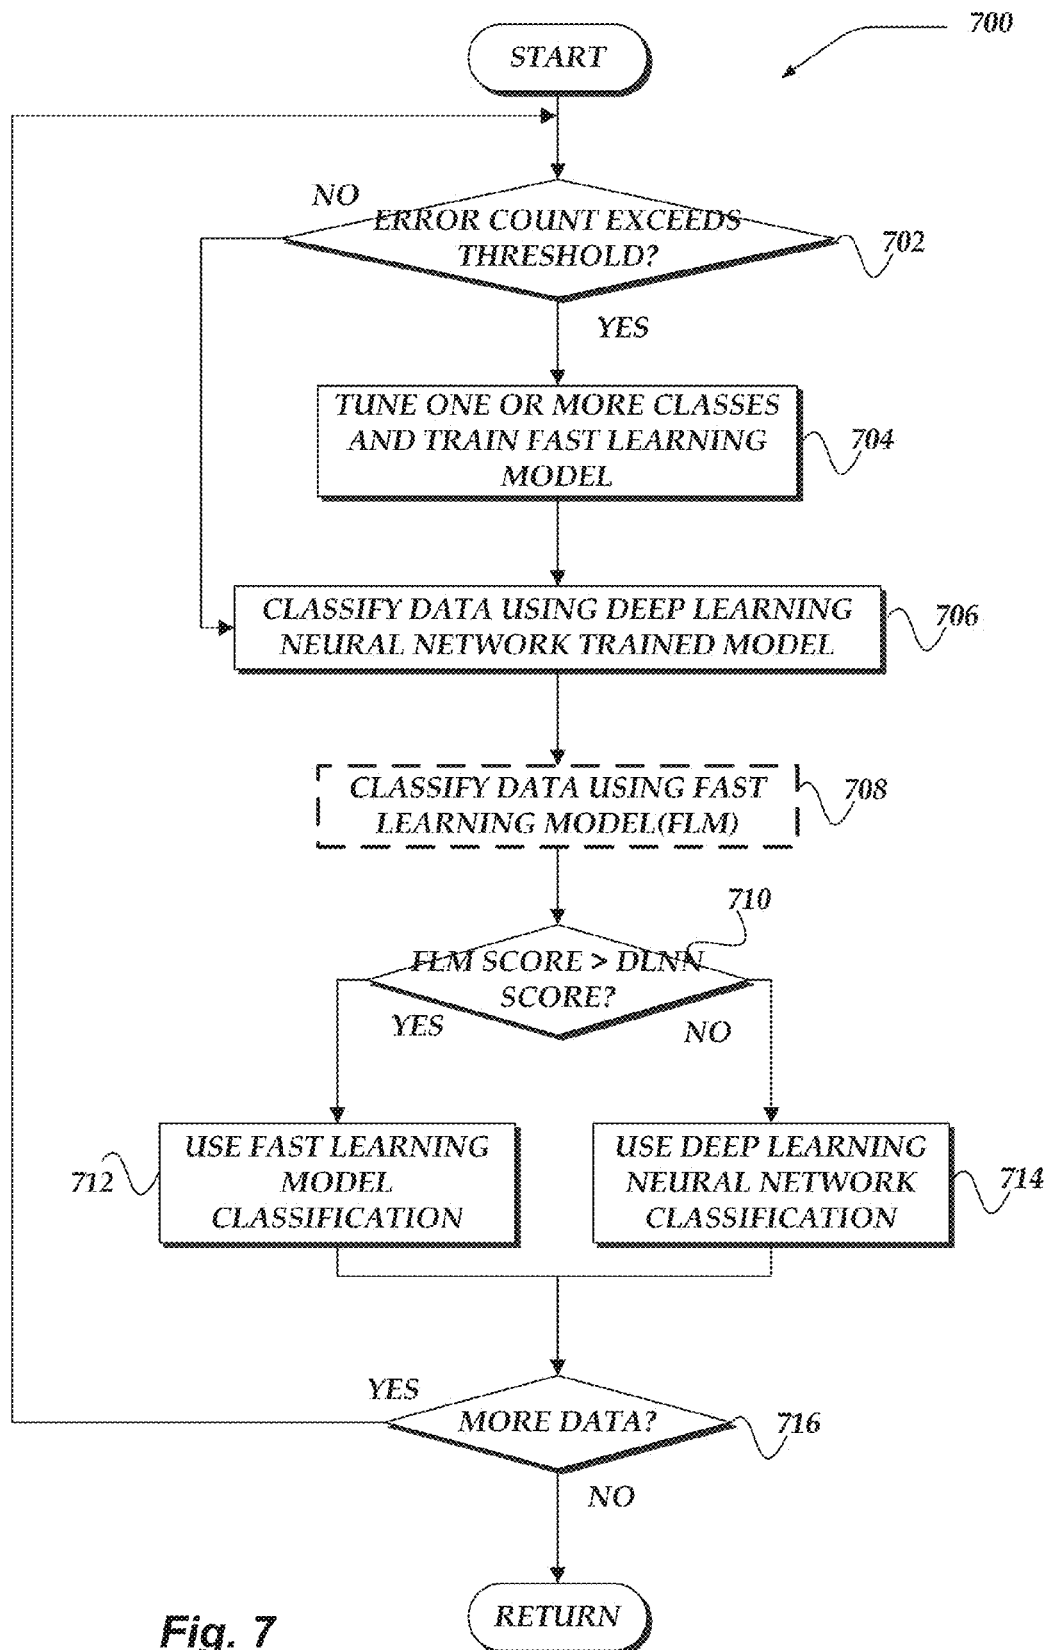 700
START
NO
ERROR COUNT EXCEEDS
THRESHOLD?
702
YES
TUNE ONE OR MORE CLASSES
AND TRAIN FAST LEARNING
MODEL
704
CLASSIFY DATA USING DEEP LEARNING
NEURAL NETWORK TRAINED MODEL
706
CLASSIFY DATA USING FAST
LEARNING MODEL(FLM)
708
710
FLM SCORE > DLNN
SCORE?
YES
NO
USE FAST LEARNING
MODEL
CLASSIFICATION
712
USE DEEP LEARNING
NEURAL NETWORK
CLASSIFICATION
714
YES
MORE DATA?
716
NO
RETURN
Fig. 7